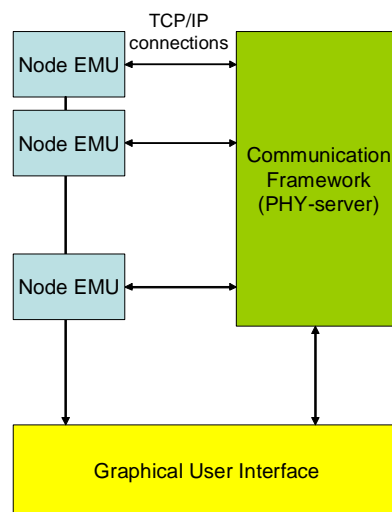 TCP/IP
connections
Node EMU
Node EMU
Communication
Framework
(PHY-server)
Node EMU
Graphical User Interface